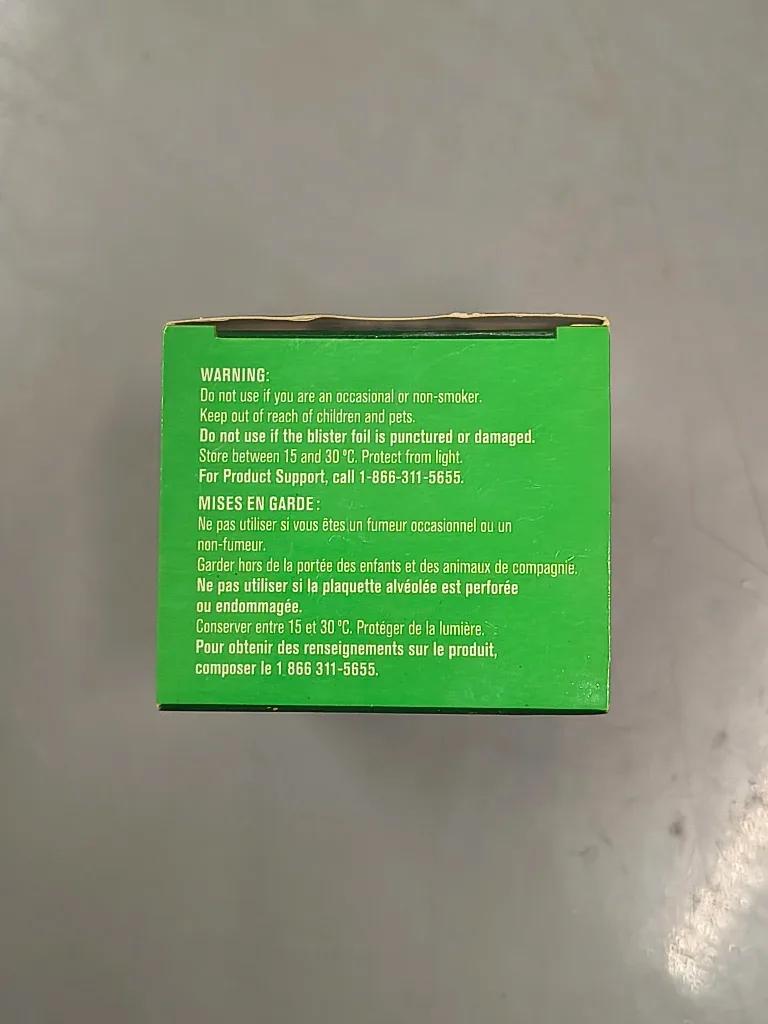 WARNING:
Do not use if you are an occasional or non-smoker.
Keep out of reach of children and pets.
Do not use if the blister foil is punctured or damaged.
Store between 15 and 30 ºC. Protect from light.
For Product Support, call 1-866-311-5655.
MISES EN GARDE :
Ne pas utiliser si vous êtes un fumeur occasionnel ou un
non-fumeur.
Garder hors de la portée des enfants et des animaux de compagnie.
Ne pas utiliser si la plaquette alvéolée est perforée
ou endommagée.
Conserver entre 15 et 30 ºC. Protéger de la lumière.
Pour obtenir des renseignements sur le produit,
composer le 1 866 311-5655.